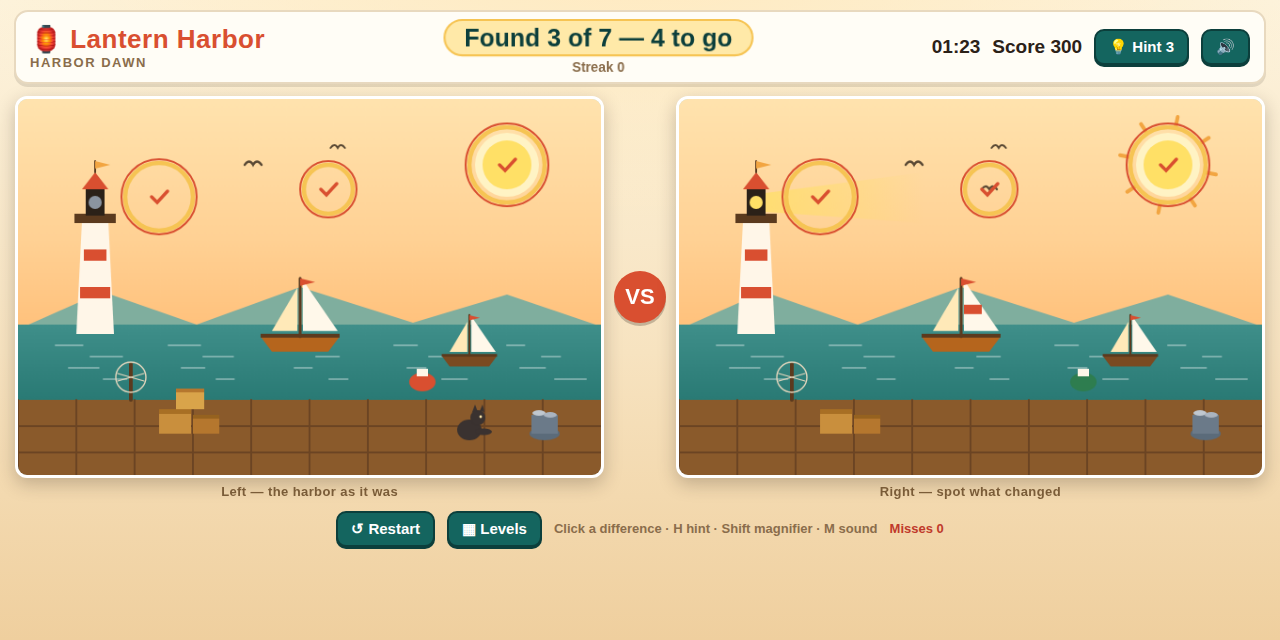 🏮 Lantern Harbor
HARBOR DAWN
Found 3 of 7 — 4 to go
Streak 0
01:23 Score 300 💡 Hint 3 🔊
VS
Left — the harbor as it was
Right — spot what changed
↺ Restart ▦ Levels Click a difference · H hint · Shift magnifier · M sound Misses 0